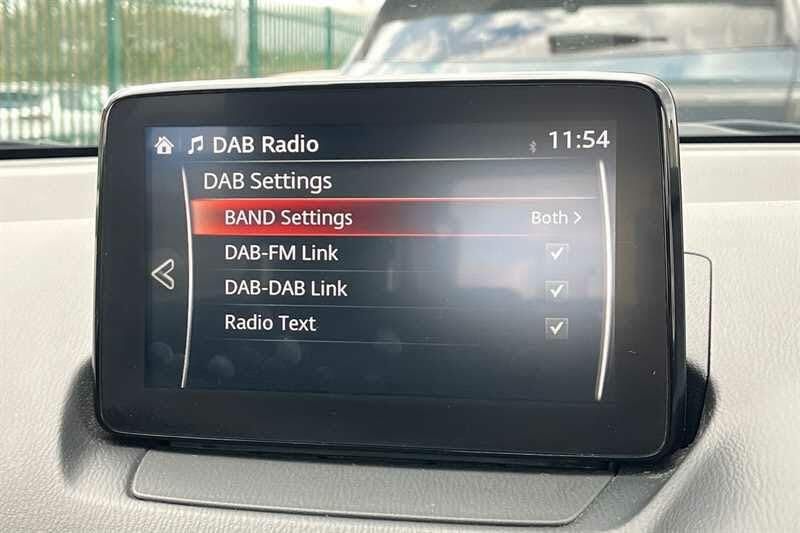 DAB Radio 11:54
DAB Settings
BAND Settings Both
DAB-FM Link
DAB-DAB Link
Radio Text